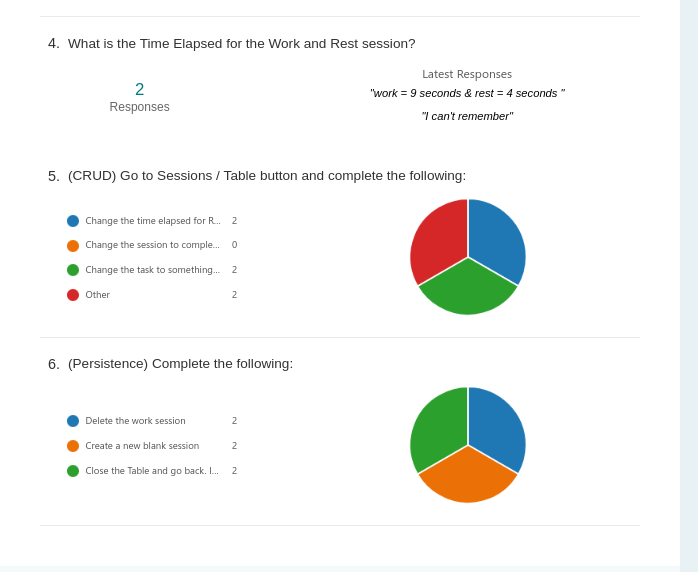 4. What is the Time Elapsed for the Work and Rest session?
2
Responses
Latest Responses
"work = 9 seconds & rest = 4 seconds "
"I can't remember"
5. (CRUD) Go to Sessions / Table button and complete the following:
Change the time elapsed for R... 2
Change the session to comple... 0
Change the task to something... 2
Other 2
6. (Persistence) Complete the following:
Delete the work session 2
Create a new blank session 2
Close the Table and go back. I... 2